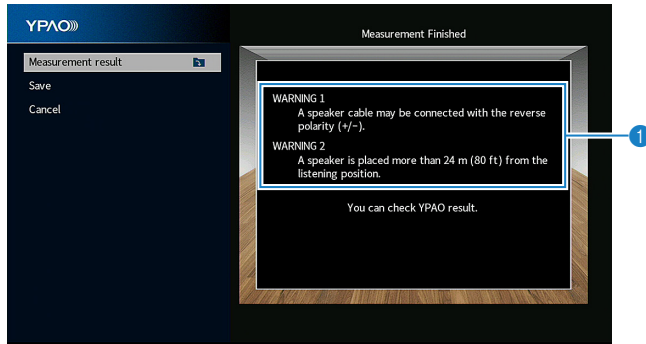 YPAO
Measurement Finished
Measurement result
Save
Cancel
WARNING 1
A speaker cable may be connected with the reverse
polarity (+/−).
WARNING 2
A speaker is placed more than 24 m (80 ft) from the
listening position.
You can check YPAO result.
1